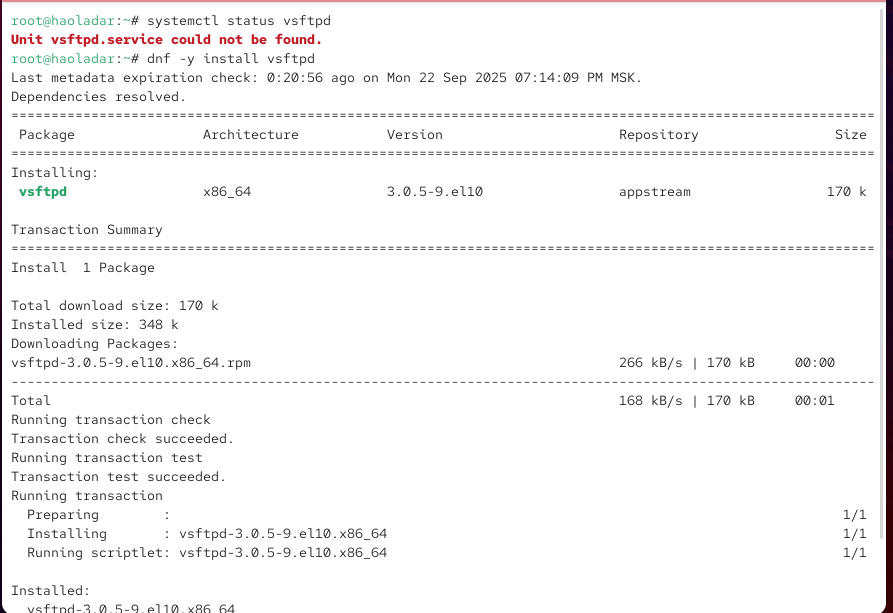 root@haoladar:~# systemctl status vsftpd
Unit vsftpd.service could not be found.
root@haoladar:~# dnf -y install vsftpd
Last metadata expiration check: 0:20:56 ago on Mon 22 Sep 2025 07:14:09 PM MSK.
Dependencies resolved.
============================================================================================================
 Package                Architecture           Version                      Repository                 Size
============================================================================================================
Installing:
 vsftpd                 x86_64                 3.0.5-9.el10                 appstream                 170 k

Transaction Summary
============================================================================================================
Install  1 Package

Total download size: 170 k
Installed size: 348 k
Downloading Packages:
vsftpd-3.0.5-9.el10.x86_64.rpm                                              266 kB/s | 170 kB     00:00
------------------------------------------------------------------------------------------------------------
Total                                                                       168 kB/s | 170 kB     00:01
Running transaction check
Transaction check succeeded.
Running transaction test
Transaction test succeeded.
Running transaction
  Preparing        :                                                                                    1/1
  Installing       : vsftpd-3.0.5-9.el10.x86_64                                                         1/1
  Running scriptlet: vsftpd-3.0.5-9.el10.x86_64                                                         1/1

Installed:
  vsftpd-3.0.5-9.el10.x86_64